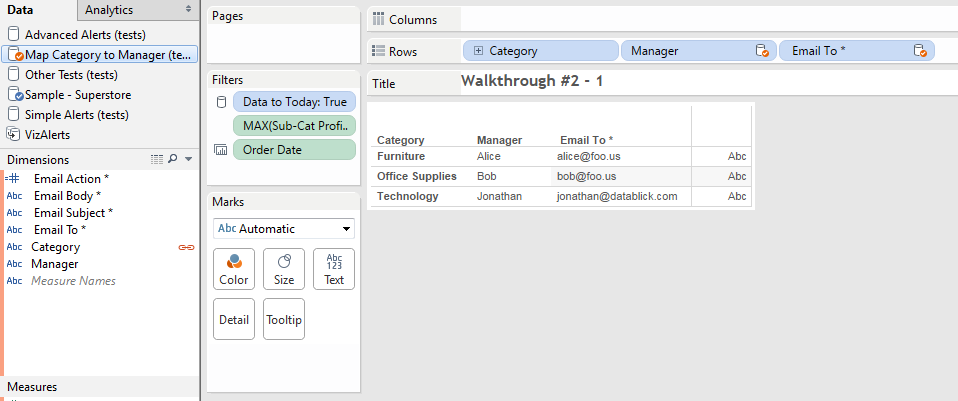 Data
Analytics
Advanced Alerts (tests)
Map Category to Manager (te...
Other Tests (tests)
Sample - Superstore
Simple Alerts (tests)
VizAlerts
Dimensions
Email Action *
Abc Email Body *
Abc Email Subject *
Abc Email To *
Abc Category
Abc Manager
Abc Measure Names
Measures
Pages
Filters
Data to Today: True
MAX(Sub-Cat Profi..
Order Date
Marks
Abc Automatic
Color
Size
Abc
123
Text
Detail
Tooltip
Columns
Rows
Category
Manager
Email To *
Title
Walkthrough #2 - 1
Category Manager Email To *
Furniture Alice alice@foo.us Abc
Office Supplies Bob bob@foo.us Abc
Technology Jonathan jonathan@datablick.com Abc